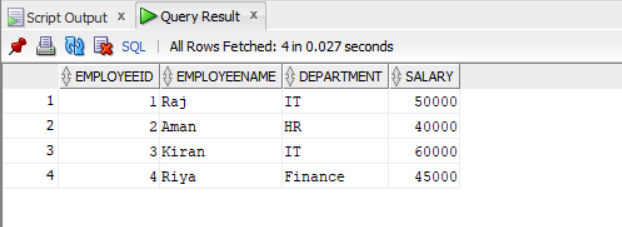 Script Output x Query Result x
SQL | All Rows Fetched: 4 in 0.027 seconds
EMPLOYEEID EMPLOYEENAME DEPARTMENT SALARY
1 1 Raj IT 50000
2 2 Aman HR 40000
3 3 Kiran IT 60000
4 4 Riya Finance 45000